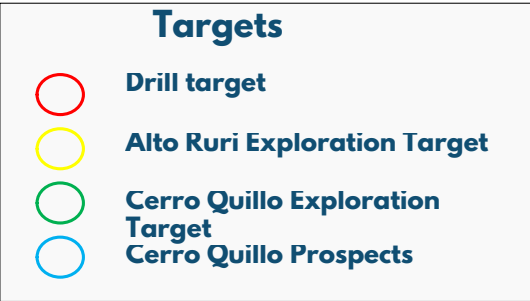 Targets
Drill target
Alto Ruri Exploration Target
Cerro Quillo Exploration
Target
Cerro Quillo Prospects